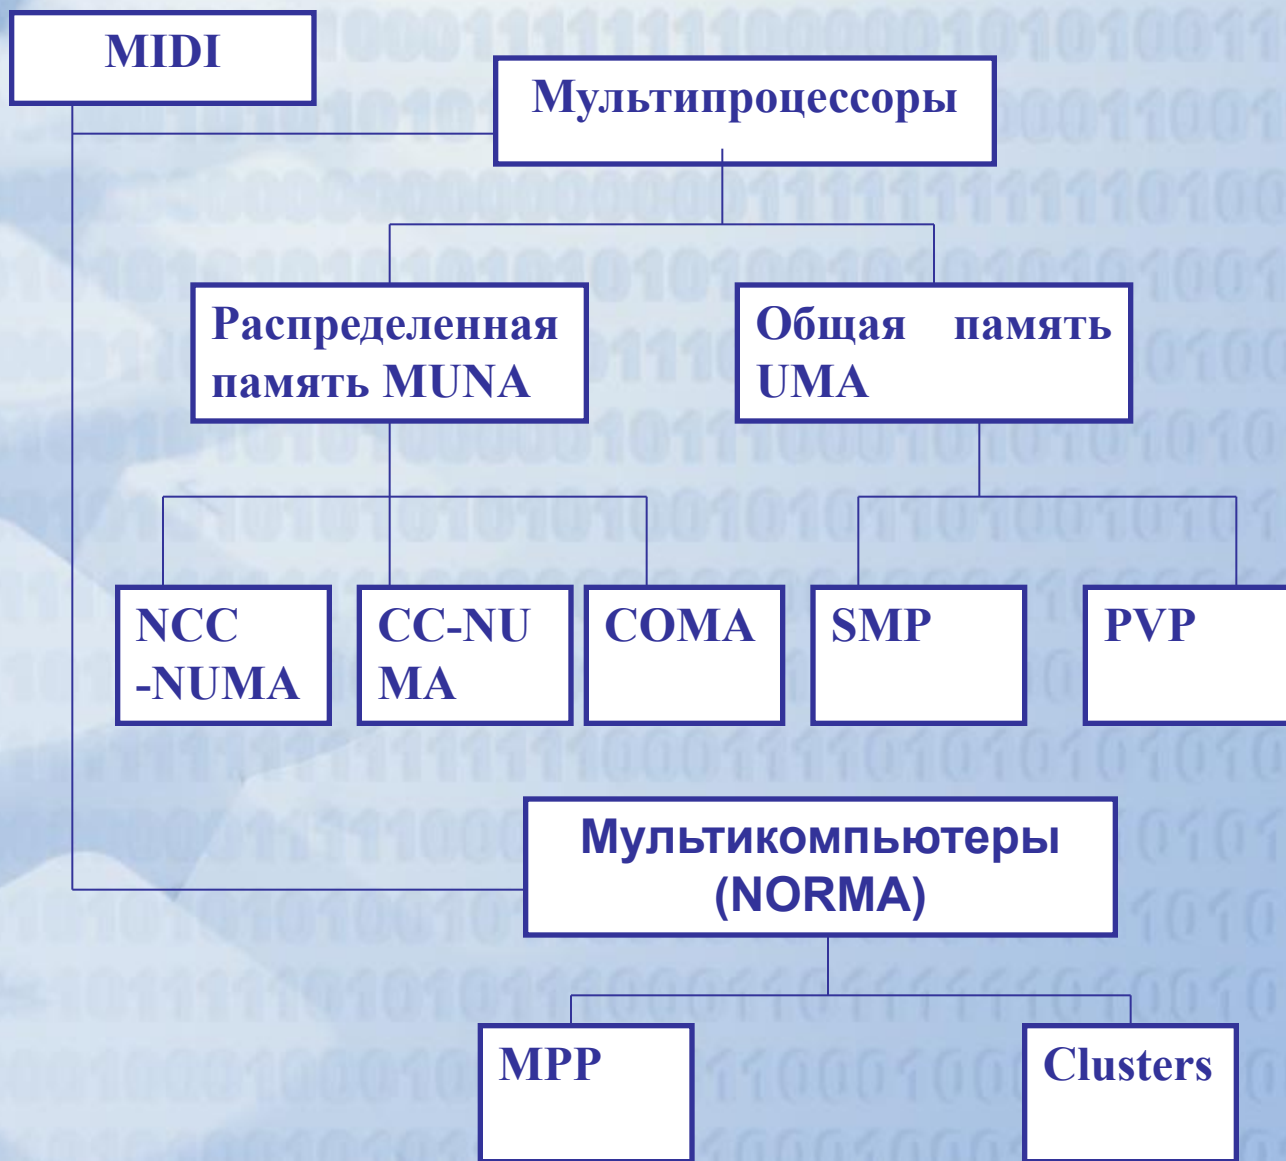 MIDI
Мультипроцессоры
Распределенная
память MUNA
Общая память
UMA
NCC
-NUMA
CC-NU
MA
COMA
SMP
PVP
Мультикомпьютеры
(NORMA)
MPP
Clusters